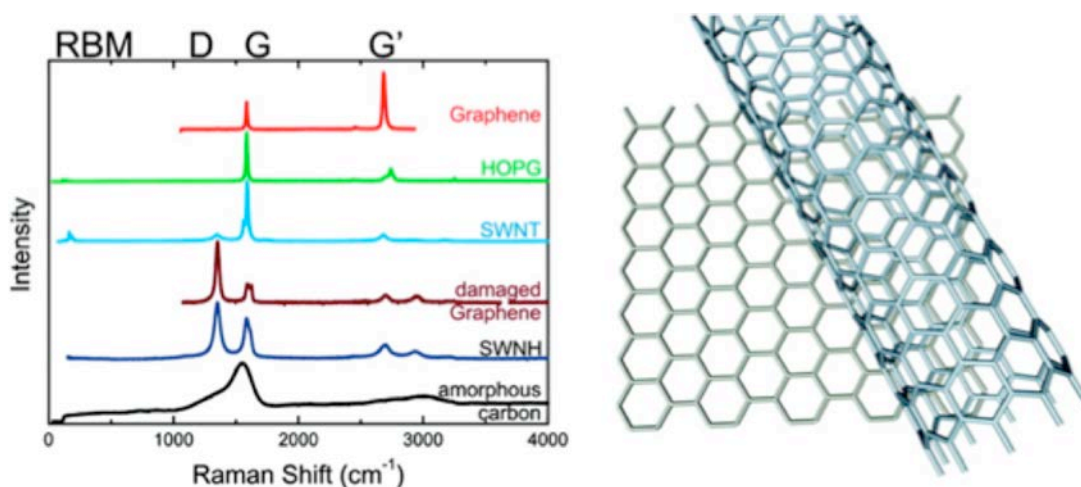 RBM D G G’
Graphene
HOPG
SWNT
damaged
Graphene
SWNH
amorphous
carbon
Intensity
0 1000 2000 3000 4000
Raman Shift (cm⁻¹)